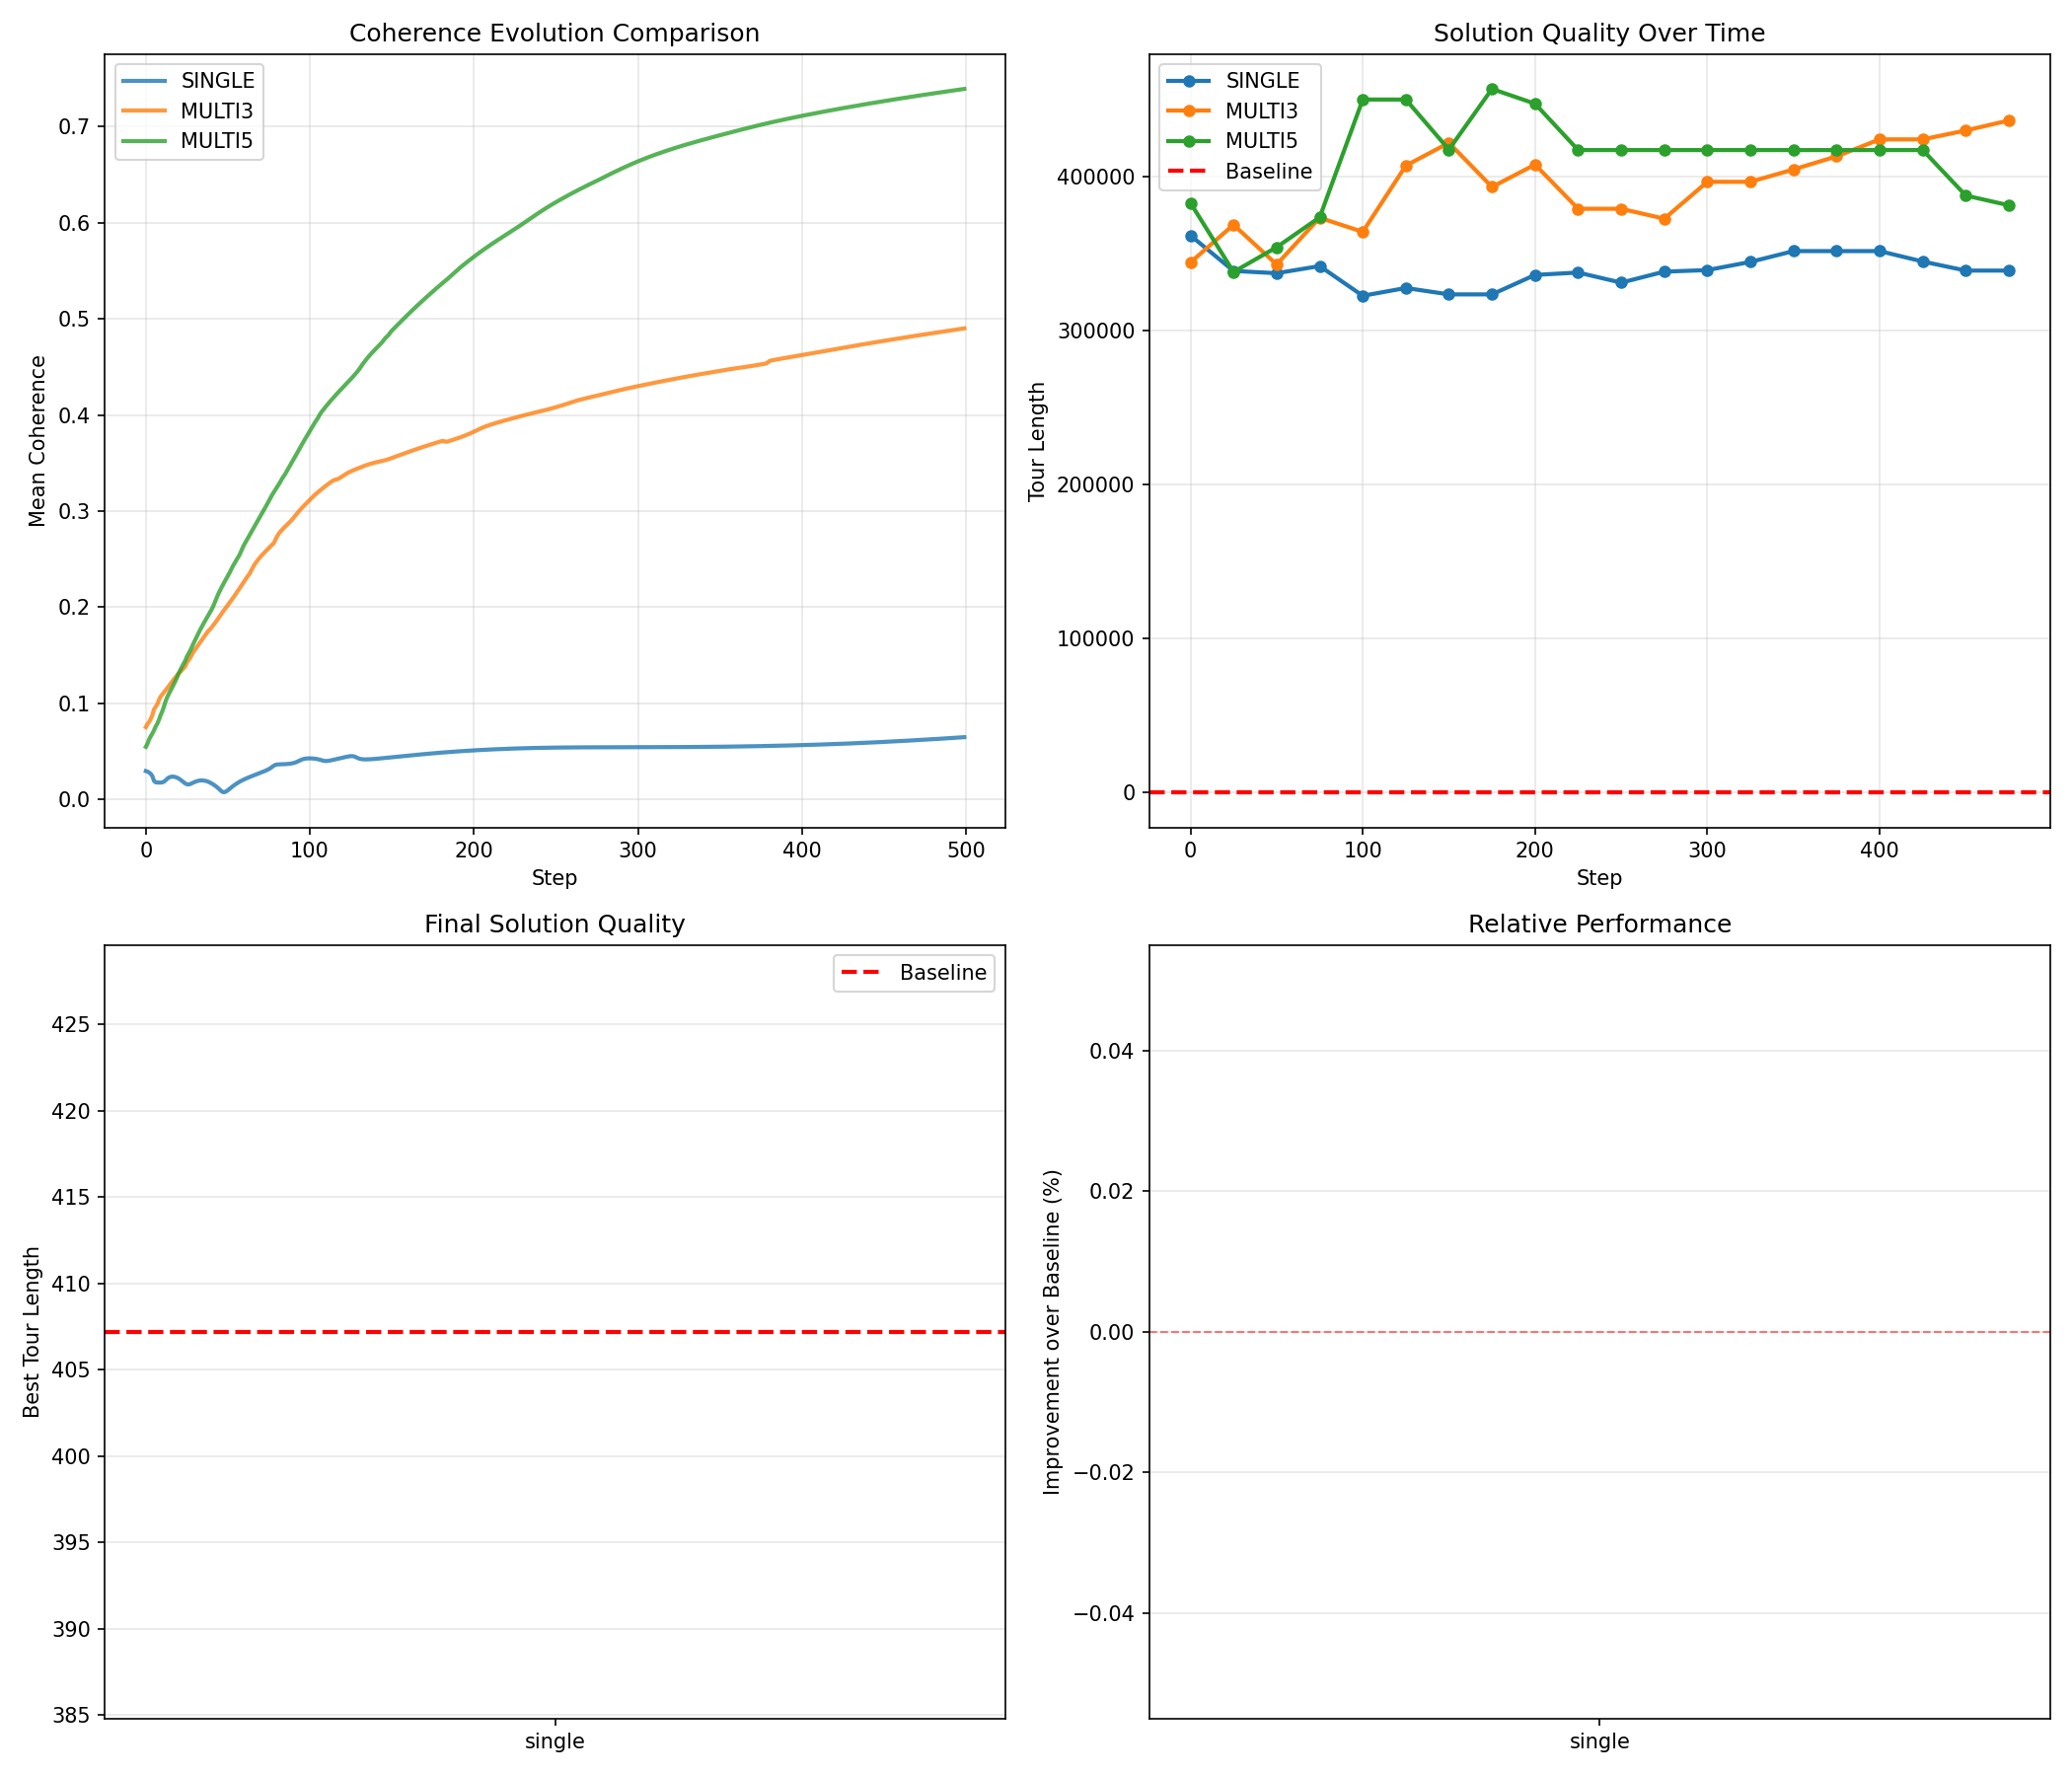 Coherence Evolution Comparison
SINGLE
MULTI3
MULTI5
0.7
0.6
0.5
0.4
0.3
0.2
0.1
0.0
Mean Coherence
0 100 200 300 400 500
Step
Solution Quality Over Time
SINGLE
MULTI3
MULTI5
Baseline
400000
300000
200000
100000
0
Tour Length
0 100 200 300 400
Step
Final Solution Quality
Baseline
425
420
415
410
405
400
395
390
385
Best Tour Length
single
Relative Performance
0.04
0.02
0.00
−0.02
−0.04
Improvement over Baseline (%)
single